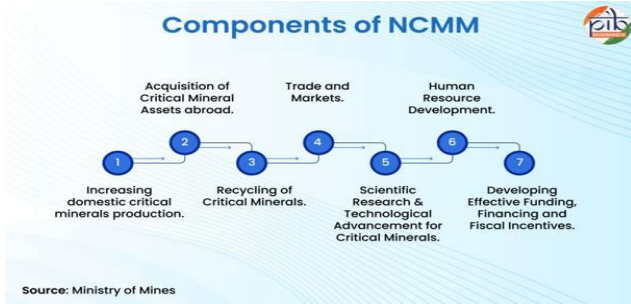 Components of NCMM
pib
Acquisition of
Critical Mineral
Assets abroad.
Trade and
Markets.
Human
Resource
Development.
2
4
6
1
3
5
7
Increasing
domestic critical
minerals production.
Recycling of
Critical Minerals.
Scientific
Research &
Technological
Advancement for
Critical Minerals.
Developing
Effective Funding,
Financing and
Fiscal Incentives.
Source: Ministry of Mines